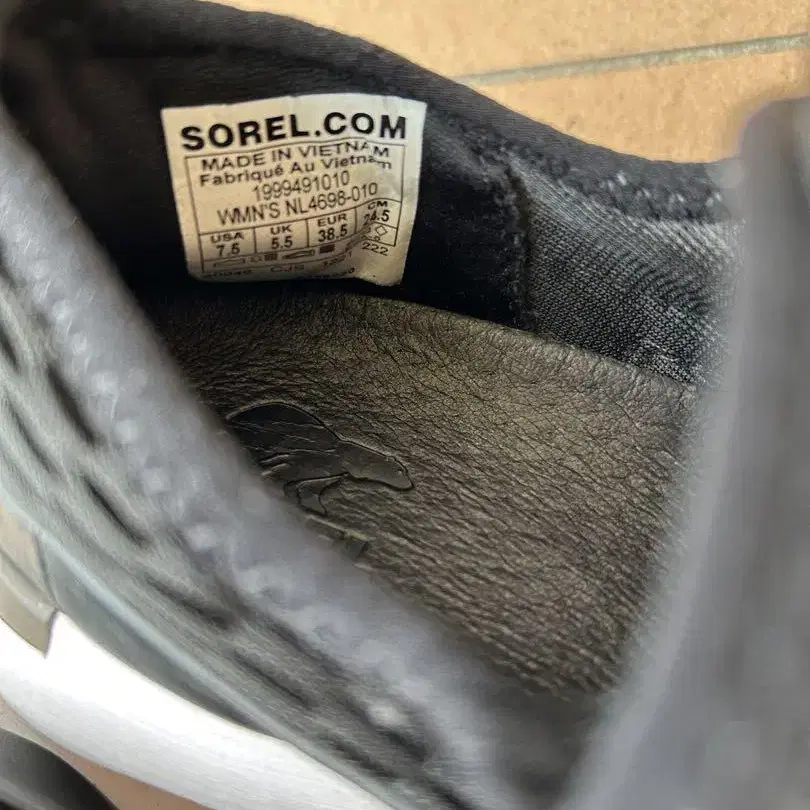 SOREL.COM
MADE IN VIETNAM
Fabriqué Au Vietnam
1999491010
WMN'S NL4698-010
USA UK EUR CM
7.5 5.5 38.5 24.5
222